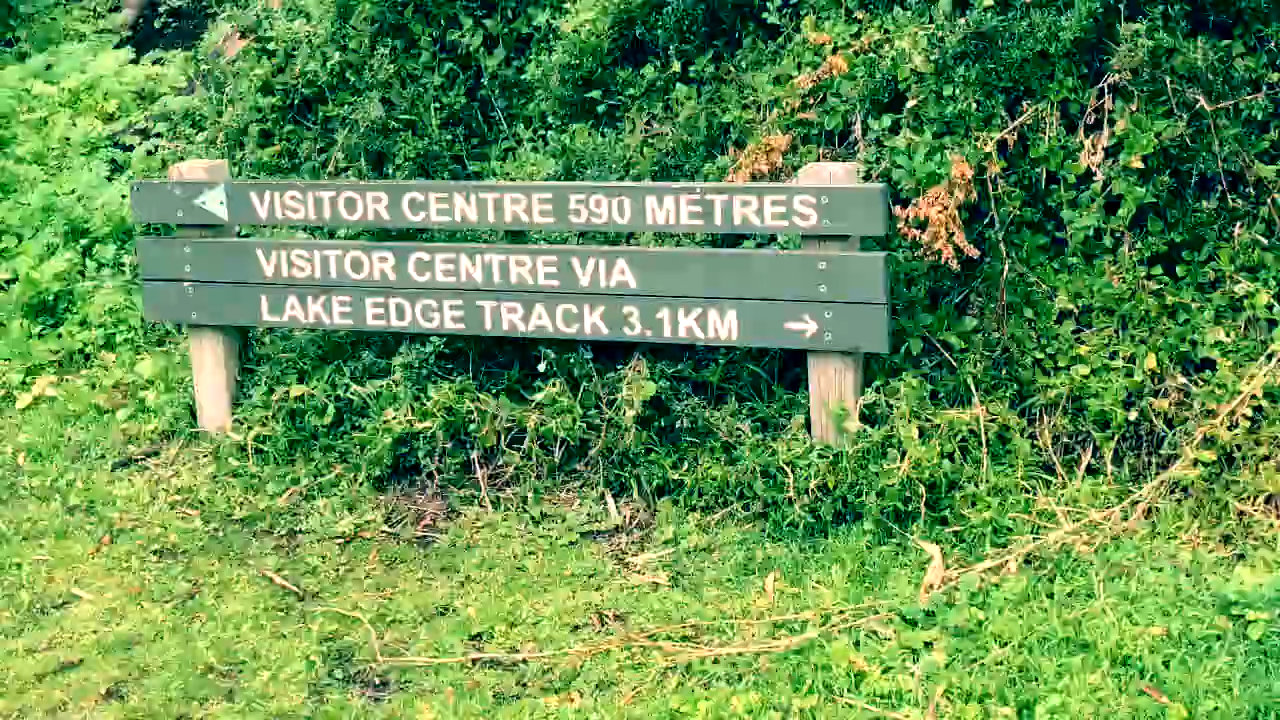 VISITOR CENTRE 590 METRES
VISITOR CENTRE VIA
LAKE EDGE TRACK 3.1KM